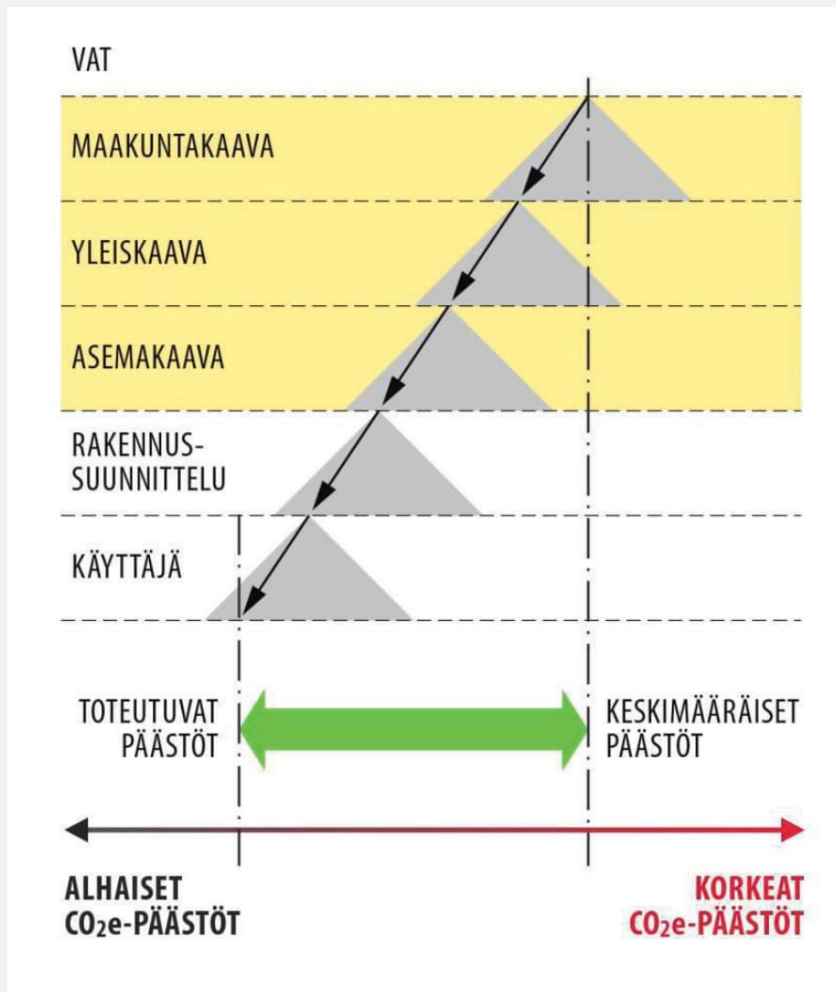 VAT
MAAKUNTAKAAVA
YLEISKAAVA
ASEMAKAAVA
RAKENNUS-
SUUNNITTELU
KÄYTTÄJÄ
TOTEUTUVAT
PÄÄSTÖT
KESKIMÄÄRÄISET
PÄÄSTÖT
ALHAISET
CO2e-PÄÄSTÖT
KORKEAT
CO2e-PÄÄSTÖT